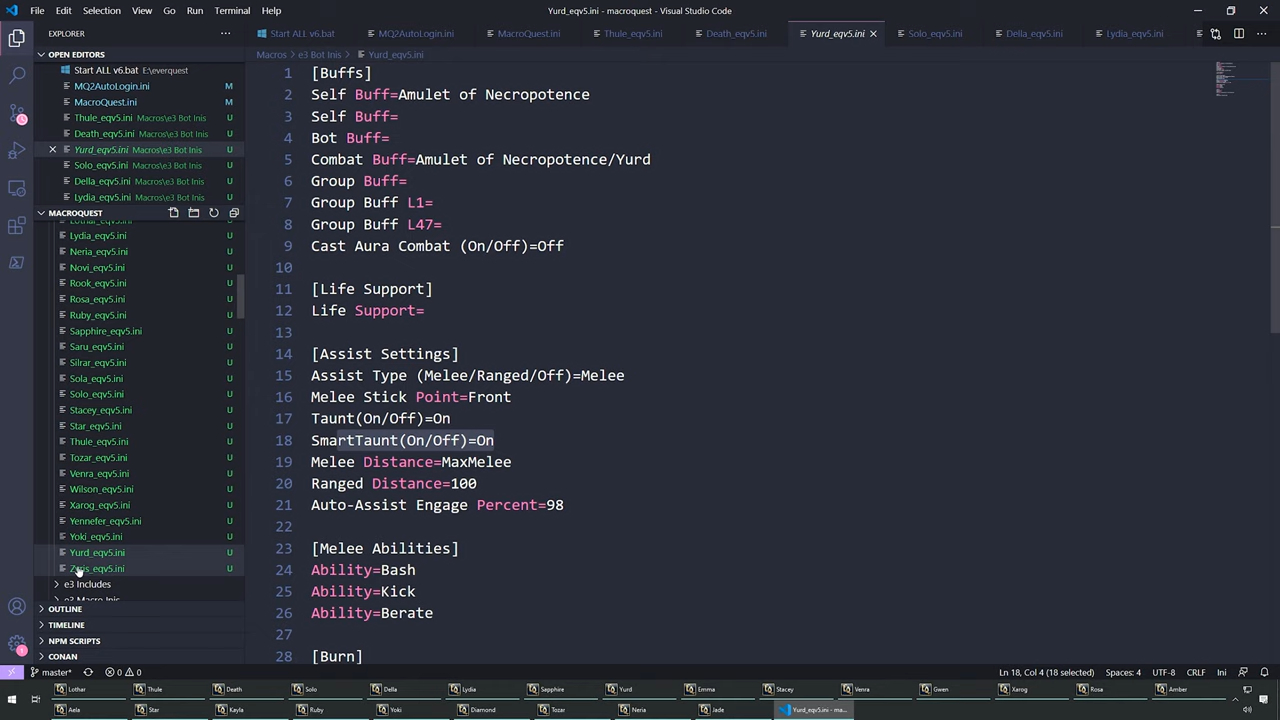 File Edit Selection View Go Run Terminal Help
Yurd_eqv5.ini - macroquest - Visual Studio Code
EXPLORER
Start ALL v6.bat
MQ2AutoLogin.ini
MacroQuest.ini
Thule_eqv5.ini
Death_eqv5.ini
Yurd_eqv5.ini
Solo_eqv5.ini
Della_eqv5.ini
Lydia_eqv5.ini
OPEN EDITORS
Macros > e3 Bot Inis > Yurd_eqv5.ini
Start ALL v6.bat E:\everquest
MQ2AutoLogin.ini M
MacroQuest.ini M
Thule_eqv5.ini Macros\e3 Bot Inis U
Death_eqv5.ini Macros\e3 Bot Inis U
Yurd_eqv5.ini Macros\e3 Bot Inis U
Solo_eqv5.ini Macros\e3 Bot Inis U
Della_eqv5.ini Macros\e3 Bot Inis U
Lydia_eqv5.ini Macros\e3 Bot Inis U
MACROQUEST
Lothar_eqv5.ini U
Lydia_eqv5.ini U
Neria_eqv5.ini U
Novi_eqv5.ini U
Rook_eqv5.ini U
Rosa_eqv5.ini U
Ruby_eqv5.ini U
Sapphire_eqv5.ini U
Saru_eqv5.ini U
Silrar_eqv5.ini U
Sola_eqv5.ini U
Solo_eqv5.ini U
Stacey_eqv5.ini U
Star_eqv5.ini U
Thule_eqv5.ini U
Tozar_eqv5.ini U
Venra_eqv5.ini U
Wilson_eqv5.ini U
Xarog_eqv5.ini U
Yennefer_eqv5.ini U
Yoki_eqv5.ini U
Yurd_eqv5.ini U
U
e3 Includes
e3 Macro Inis
OUTLINE
TIMELINE
NPM SCRIPTS
CONAN
1 [Buffs]
2 Self Buff=Amulet of Necropotence
3 Self Buff=
4 Bot Buff=
5 Combat Buff=Amulet of Necropotence/Yurd
6 Group Buff=
7 Group Buff L1=
8 Group Buff L47=
9 Cast Aura Combat (On/Off)=Off
10
11 [Life Support]
12 Life Support=
13
14 [Assist Settings]
15 Assist Type (Melee/Ranged/Off)=Melee
16 Melee Stick Point=Front
17 Taunt(On/Off)=On
18 SmartTaunt(On/Off)=On
19 Melee Distance=MaxMelee
20 Ranged Distance=100
21 Auto-Assist Engage Percent=98
22
23 [Melee Abilities]
24 Ability=Bash
25 Ability=Kick
26 Ability=Berate
27
28 [Burn]
master* 0 0
Ln 18, Col 4 (18 selected) Spaces: 4 UTF-8 CRLF Ini
Lothar Thule Death Solo Della Lydia Sapphire Yurd Emma Stacey Venra Gwen Xarog Rosa Amber
Aela Star Kayla Ruby Yoki Diamond Tozar Neria Jade Yurd_eqv5.ini - ma...